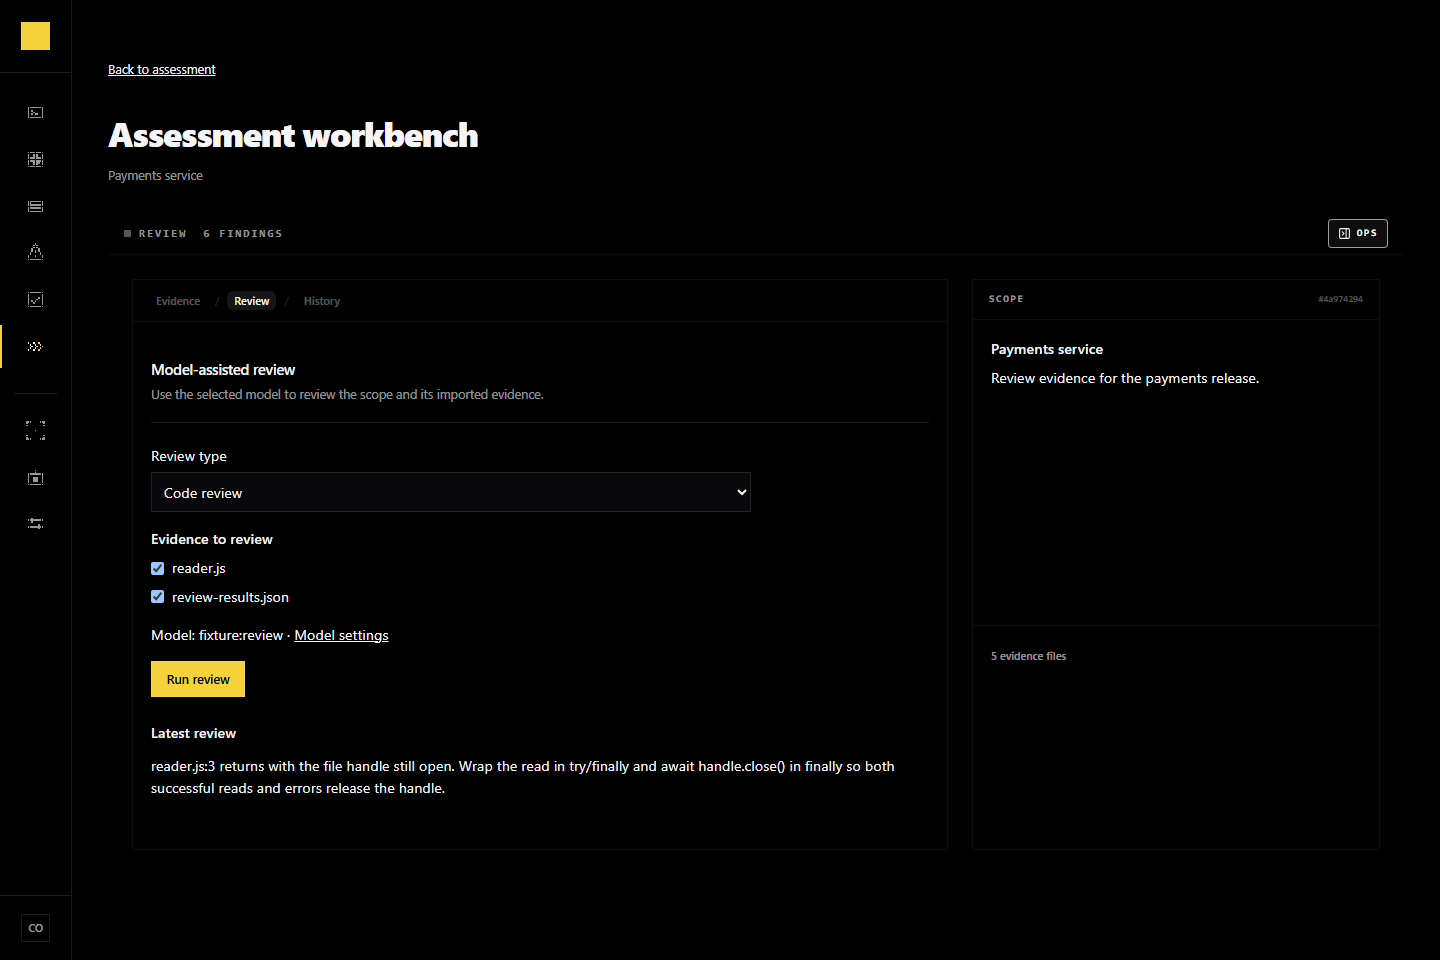 Back to assessment
Assessment workbench
Payments service
REVIEW 6 FINDINGS
OPS
Evidence / Review / History
Model-assisted review
Use the selected model to review the scope and its imported evidence.
Review type
Code review
Evidence to review
reader.js
review-results.json
Model: fixture:review · Model settings
Run review
Latest review
reader.js:3 returns with the file handle still open. Wrap the read in try/finally and await handle.close() in finally so both
successful reads and errors release the handle.
SCOPE #4a974294
Payments service
Review evidence for the payments release.
5 evidence files
CO